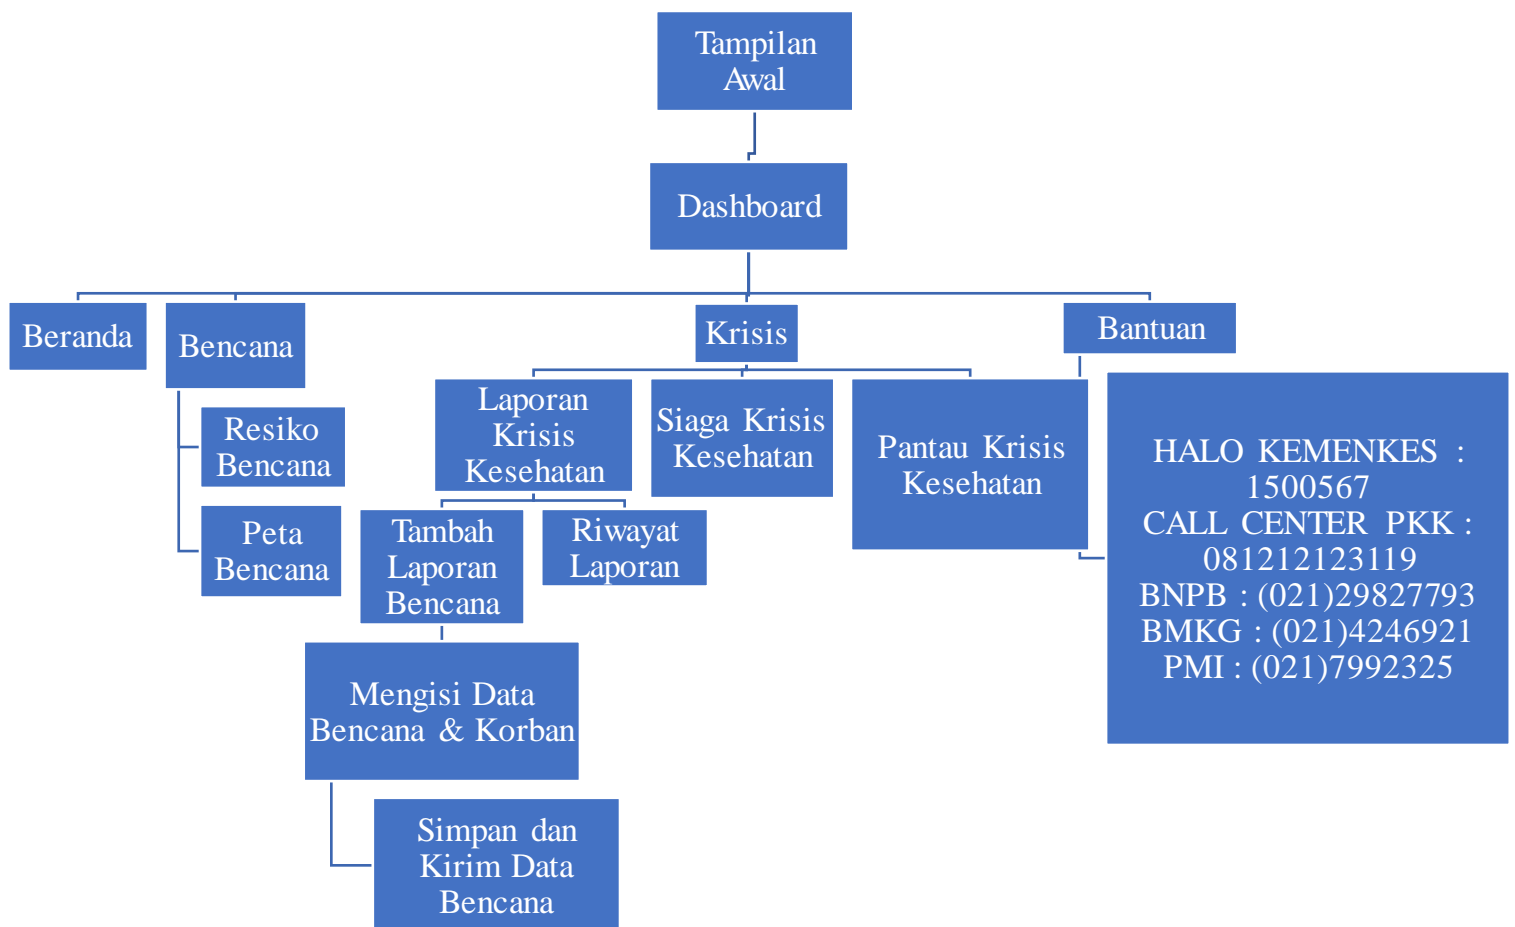 Tampilan
Awal
Dashboard
Beranda
Bencana
Krisis
Bantuan
Resiko
Bencana
Peta
Bencana
Laporan
Krisis
Kesehatan
Siaga Krisis
Kesehatan
Pantau Krisis
Kesehatan
Tambah
Laporan
Bencana
Riwayat
Laporan
Mengisi Data
Bencana & Korban
Simpan dan
Kirim Data
Bencana
HALO KEMENKES :
1500567
CALL CENTER PKK :
081212123119
BNPB : (021)29827793
BMKG : (021)4246921
PMI : (021)7992325